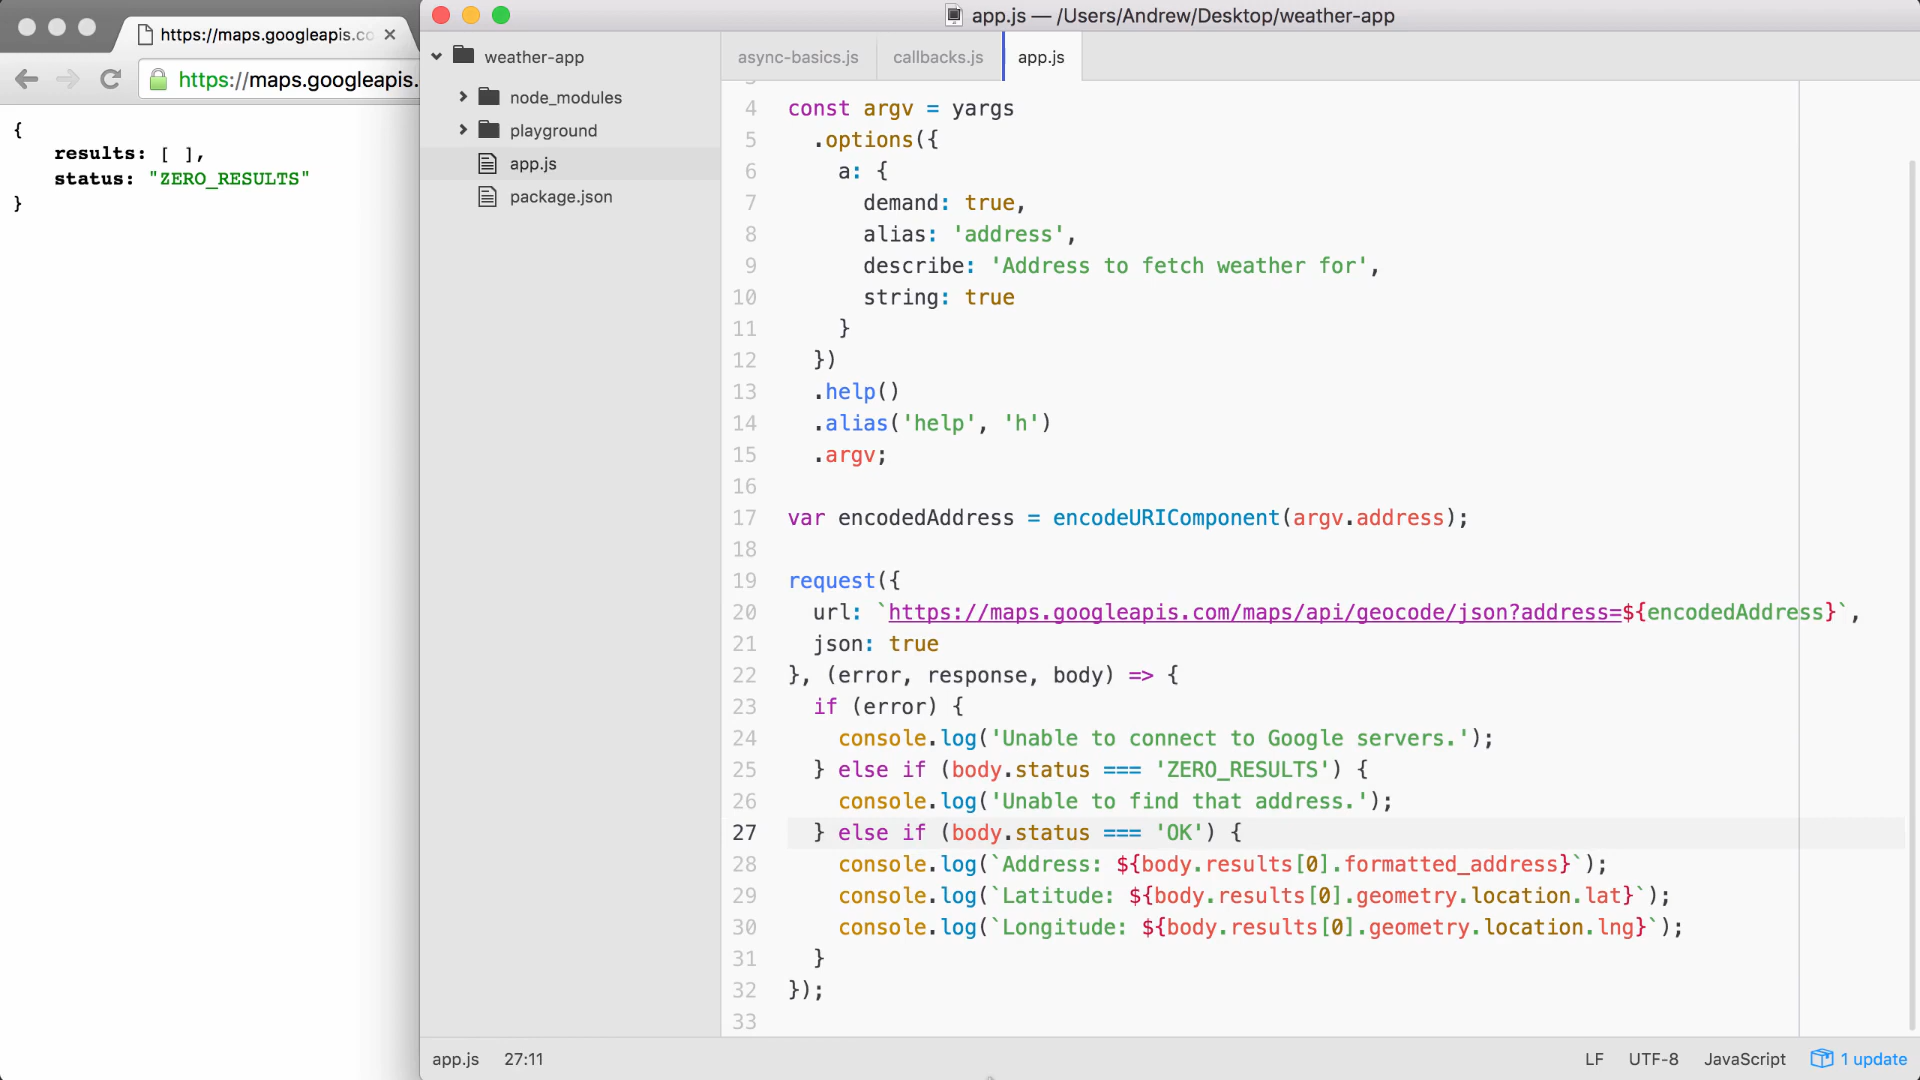 https://maps.googleapis.co
https://maps.googleapis.
{
results: [ ],
status: "ZERO_RESULTS"
}
app.js — /Users/Andrew/Desktop/weather-app
weather-app
node_modules
playground
app.js
package.json
async-basics.js
callbacks.js
app.js
4 const argv = yargs
5   .options({
6     a: {
7       demand: true,
8       alias: 'address',
9       describe: 'Address to fetch weather for',
10       string: true
11     }
12   })
13   .help()
14   .alias('help', 'h')
15   .argv;
16
17 var encodedAddress = encodeURIComponent(argv.address);
18
19 request({
20   url: `https://maps.googleapis.com/maps/api/geocode/json?address=${encodedAddress}`,
21   json: true
22 }, (error, response, body) => {
23   if (error) {
24     console.log('Unable to connect to Google servers.');
25   } else if (body.status === 'ZERO_RESULTS') {
26     console.log('Unable to find that address.');
27   } else if (body.status === 'OK') {
28     console.log(`Address: ${body.results[0].formatted_address}`);
29     console.log(`Latitude: ${body.results[0].geometry.location.lat}`);
30     console.log(`Longitude: ${body.results[0].geometry.location.lng}`);
31   }
32 });
33
app.js 27:11
LF UTF-8 JavaScript 1 update